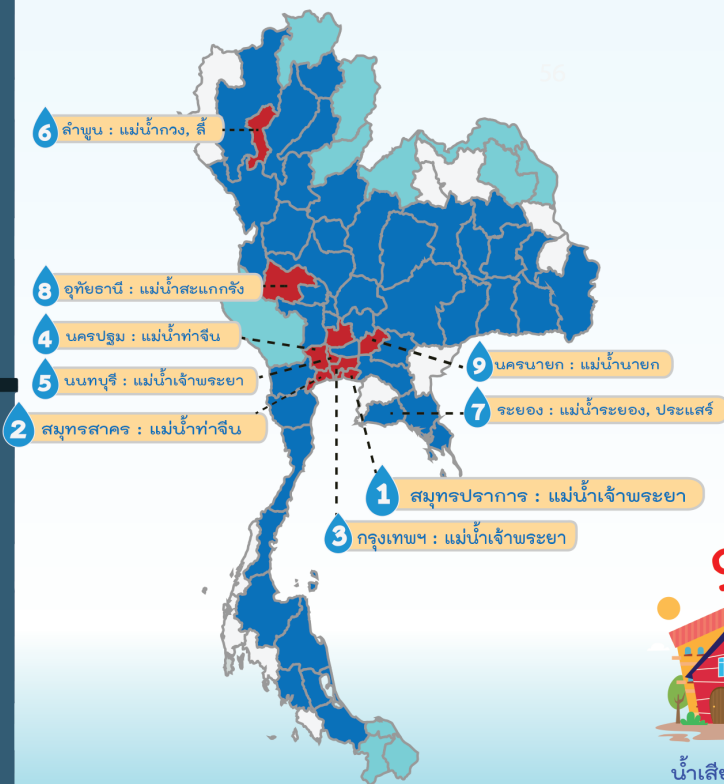 56
6 ลำพูน : แม่น้ำกวง, ลี้
8 อุทัยธานี : แม่น้ำสะแกกรัง
4 นครปฐม : แม่น้ำท่าจีน
5 นนทบุรี : แม่น้ำเจ้าพระยา
2 สมุทรสาคร : แม่น้ำท่าจีน
9 นครนายก : แม่น้ำนายก
7 ระยอง : แม่น้ำระยอง, ประแสร์
1 สมุทรปราการ : แม่น้ำเจ้าพระยา
3 กรุงเทพฯ : แม่น้ำเจ้าพระยา
น้ำเสีย